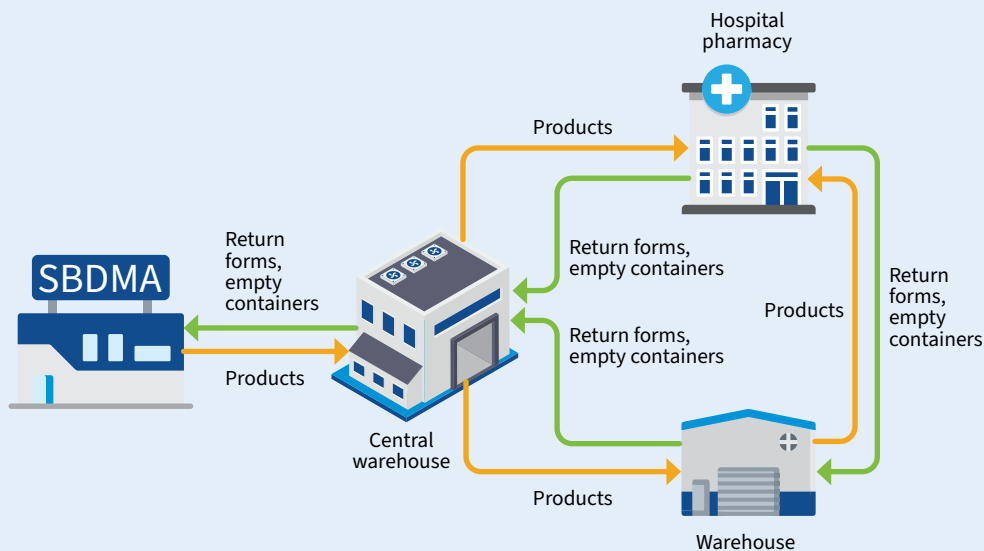 Hospital
pharmacy
Products
Return
forms,
empty
containers
SBDMA
Return forms,
empty containers
Return
forms,
empty
containers
Products
Return forms,
empty containers
Products
Central
warehouse
Products
Warehouse